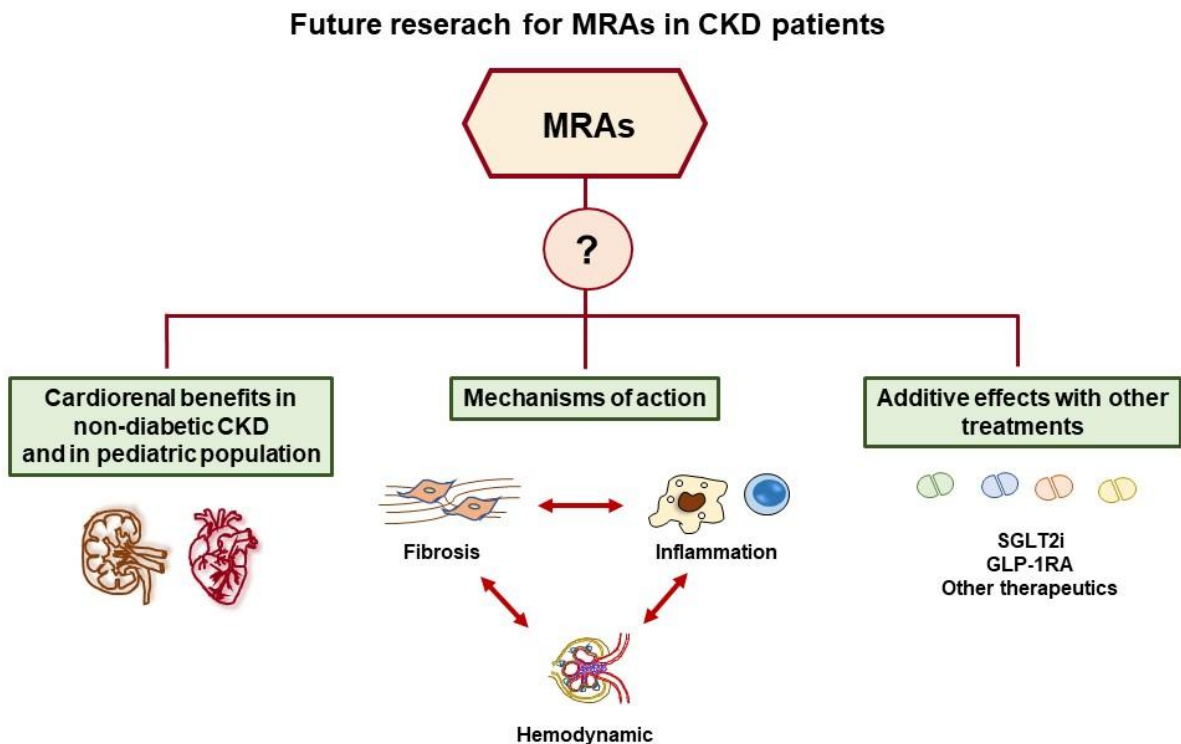 Future reserach for MRAs in CKD patients
MRAs
?
Cardiorenal benefits in
non-diabetic CKD
and in pediatric population
Mechanisms of action
Additive effects with other
treatments
Fibrosis
Inflammation
Hemodynamic
SGLT2i
GLP-1RA
Other therapeutics